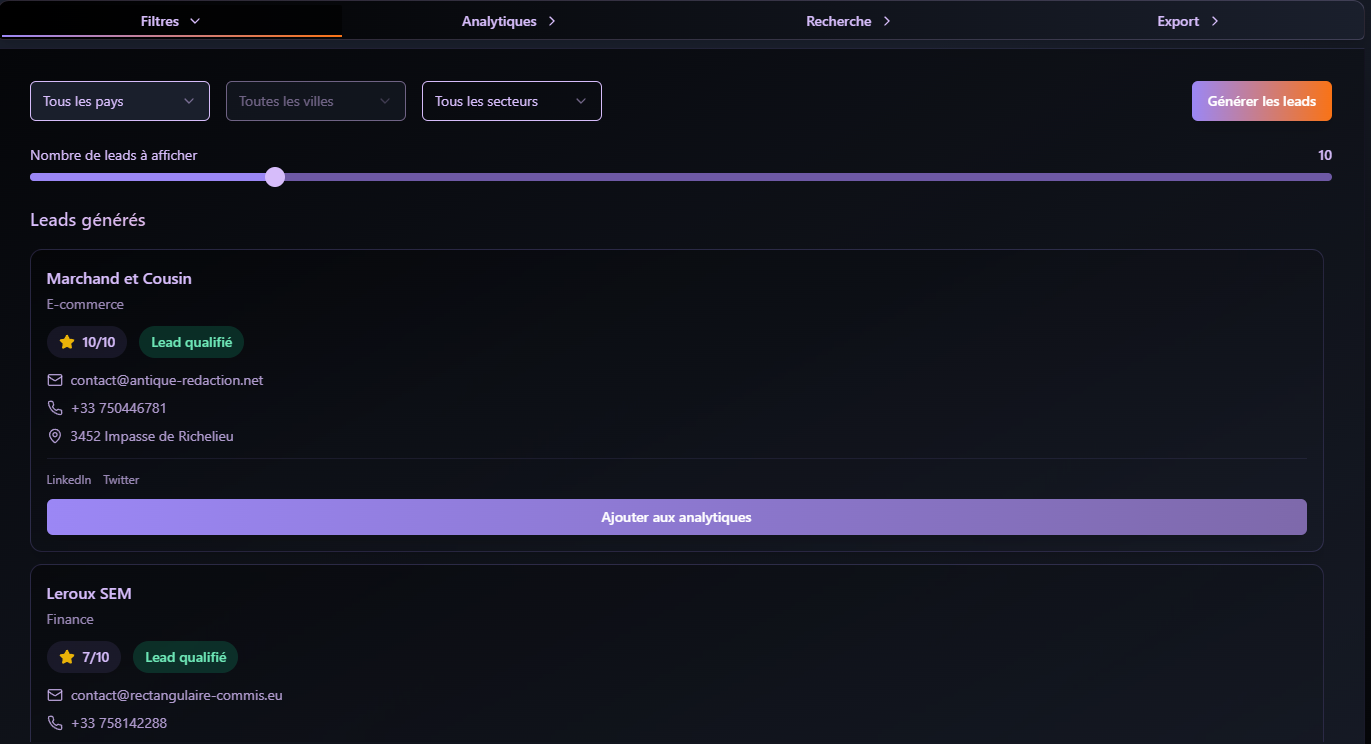 Filtres
Analytiques
Recherche
Export
Tous les pays
Toutes les villes
Tous les secteurs
Générer les leads
Nombre de leads à afficher
10
Leads générés
Marchand et Cousin
E-commerce
10/10
Lead qualifié
contact@antique-redaction.net
+33 750446781
3452 Impasse de Richelieu
LinkedIn Twitter
Ajouter aux analytiques
Leroux SEM
Finance
7/10
Lead qualifié
contact@rectangulaire-commis.eu
+33 758142288